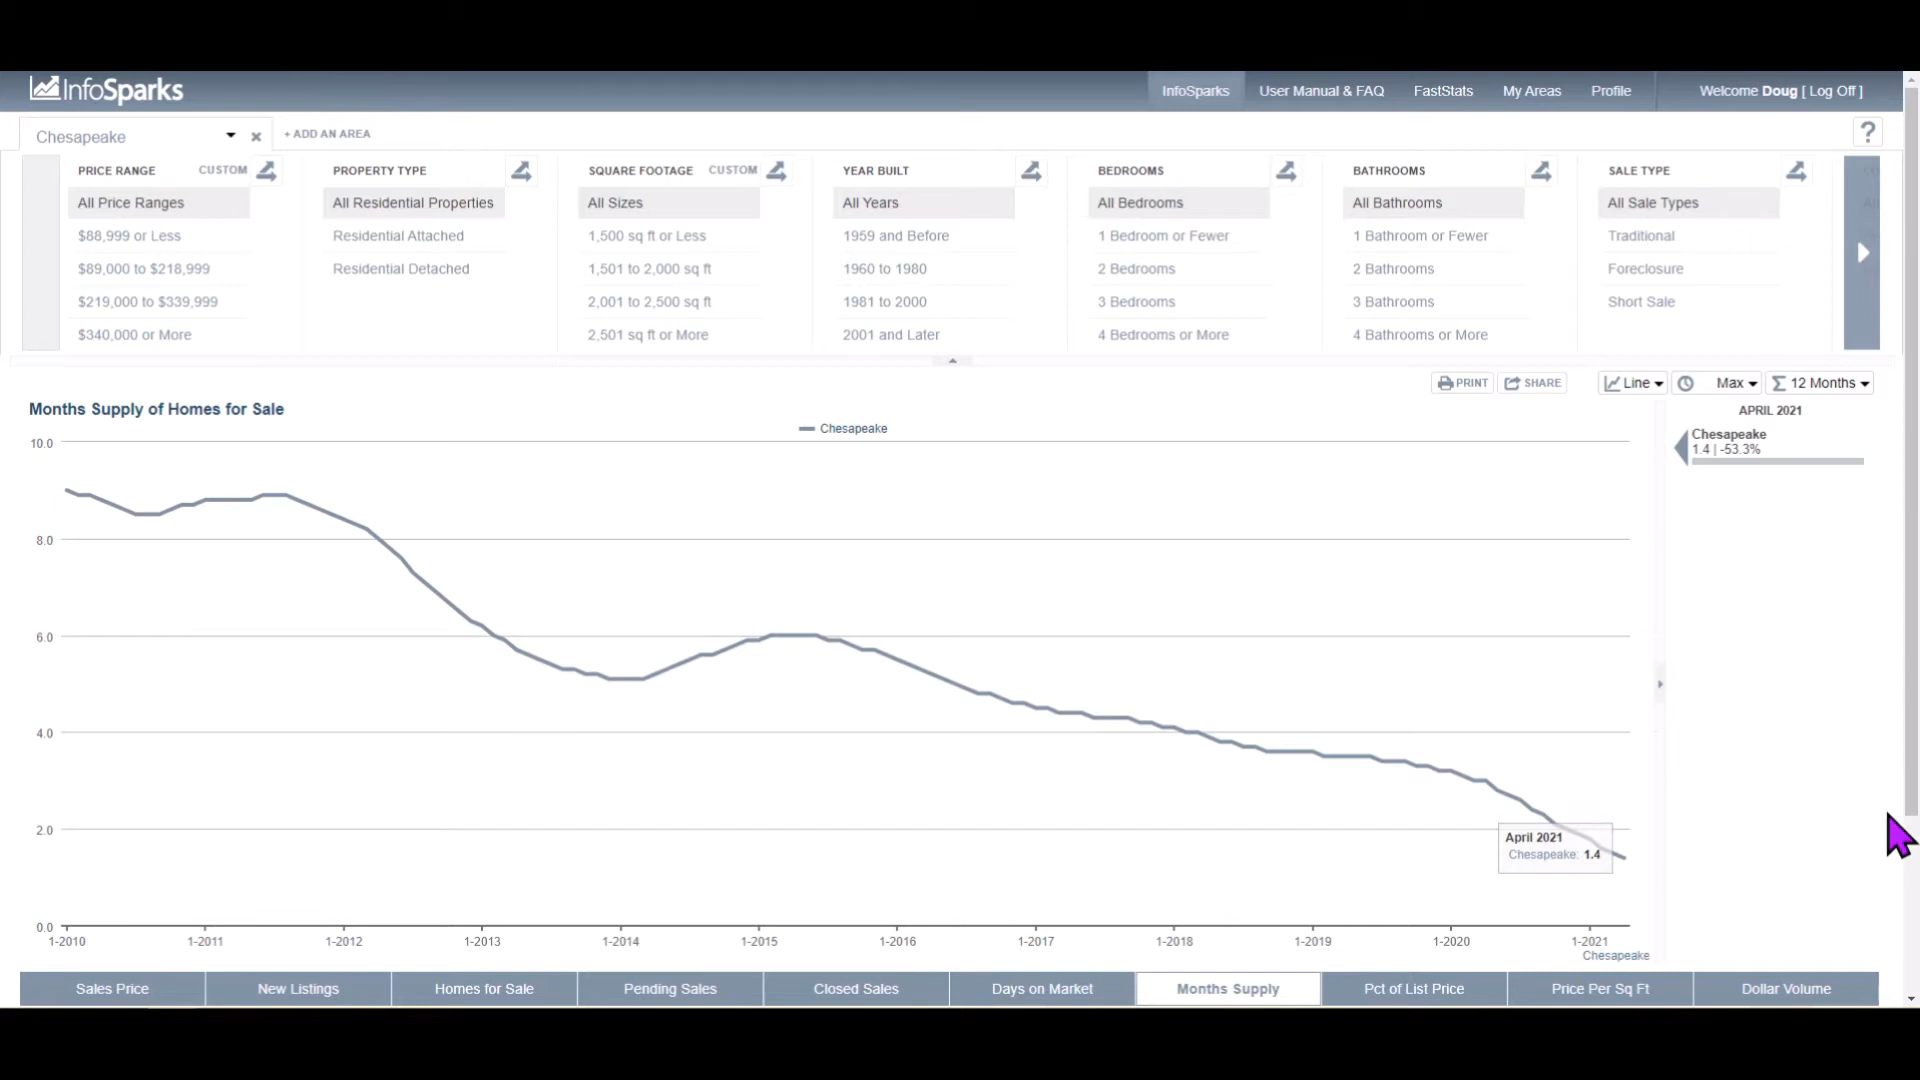 InfoSparks
InfoSparks User Manual & FAQ FastStats My Areas Profile Welcome Doug [ Log Off ]
Chesapeake + ADD AN AREA ?
PRICE RANGE CUSTOM
All Price Ranges
$88,999 or Less
$89,000 to $218,999
$219,000 to $339,999
$340,000 or More
PROPERTY TYPE
All Residential Properties
Residential Attached
Residential Detached
SQUARE FOOTAGE CUSTOM
All Sizes
1,500 sq ft or Less
1,501 to 2,000 sq ft
2,001 to 2,500 sq ft
2,501 sq ft or More
YEAR BUILT
All Years
1959 and Before
1960 to 1980
1981 to 2000
2001 and Later
BEDROOMS
All Bedrooms
1 Bedroom or Fewer
2 Bedrooms
3 Bedrooms
4 Bedrooms or More
BATHROOMS
All Bathrooms
1 Bathroom or Fewer
2 Bathrooms
3 Bathrooms
4 Bathrooms or More
SALE TYPE
All Sale Types
Traditional
Foreclosure
Short Sale
PRINT SHARE Line Max Σ 12 Months
Months Supply of Homes for Sale
Chesapeake
APRIL 2021
Chesapeake
1.4 | -53.3%
10.0
8.0
6.0
4.0
2.0
0.0
April 2021
Chesapeake: 1.4
1-2010 1-2011 1-2012 1-2013 1-2014 1-2015 1-2016 1-2017 1-2018 1-2019 1-2020 1-2021
Chesapeake
Sales Price New Listings Homes for Sale Pending Sales Closed Sales Days on Market Months Supply Pct of List Price Price Per Sq Ft Dollar Volume